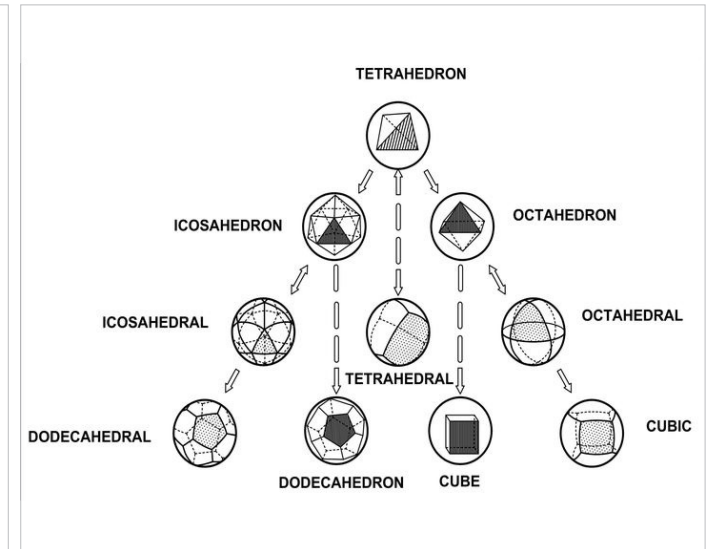 TETRAHEDRON
ICOSAHEDRON
OCTAHEDRON
ICOSAHEDRAL
OCTAHEDRAL
TETRAHEDRAL
DODECAHEDRAL
CUBIC
DODECAHEDRON
CUBE